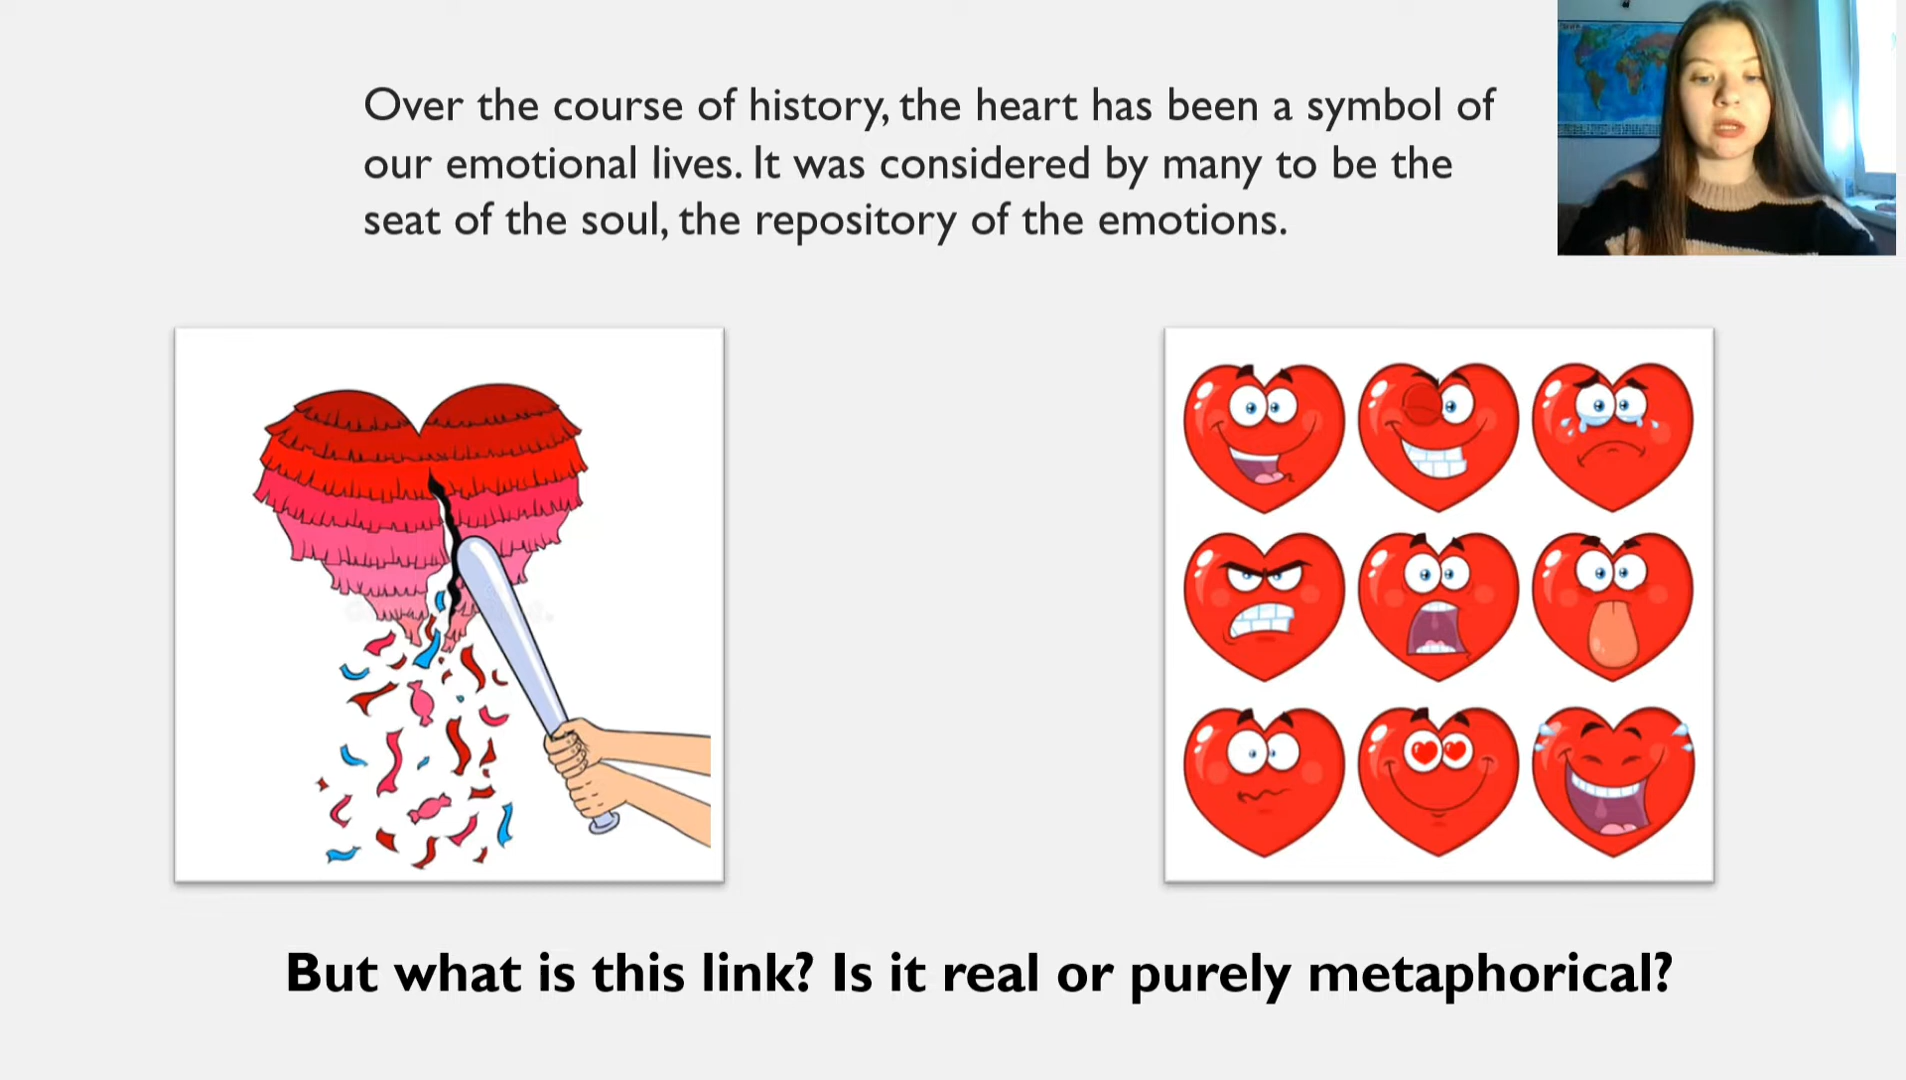 Over the course of history, the heart has been a symbol of
our emotional lives. It was considered by many to be the
seat of the soul, the repository of the emotions.
But what is this link? Is it real or purely metaphorical?